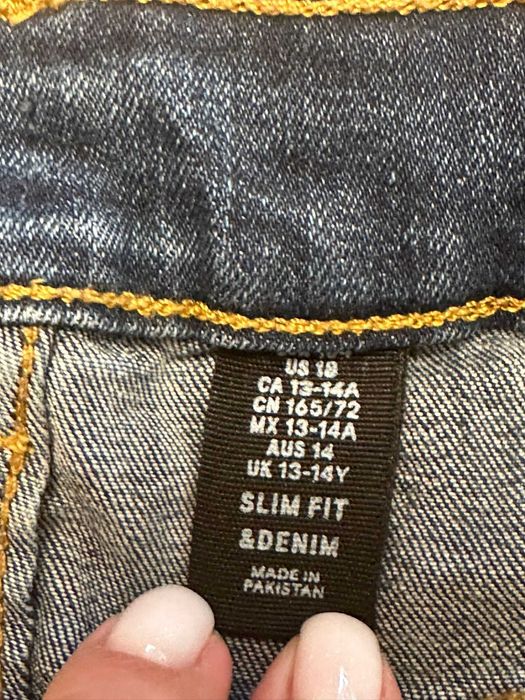 US 18
CA 13-14A
CN 165/72
MX 13-14A
AUS 14
UK 13-14Y
SLIM FIT
&DENIM
MADE IN
PAKISTAN